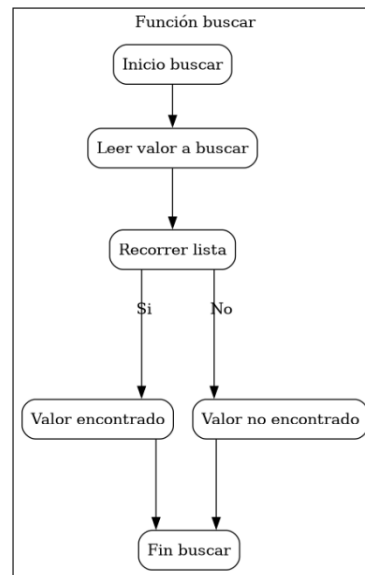 Función buscar
Inicio buscar
Leer valor a buscar
Recorrer lista
Si
No
Valor encontrado
Valor no encontrado
Fin buscar